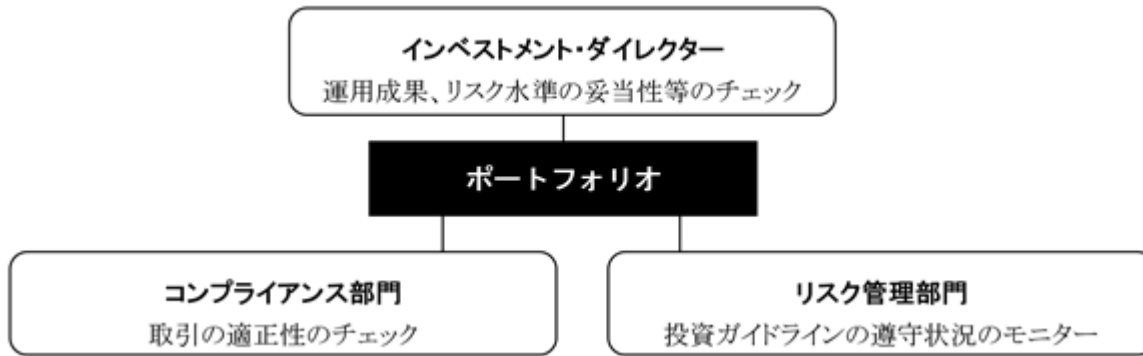 インベストメント・ダイレクター
運用成果、リスク水準の妥当性等のチェック
ポートフォリオ
コンプライアンス部門
取引の適正性のチェック
リスク管理部門
投資ガイドラインの遵守状況のモニター